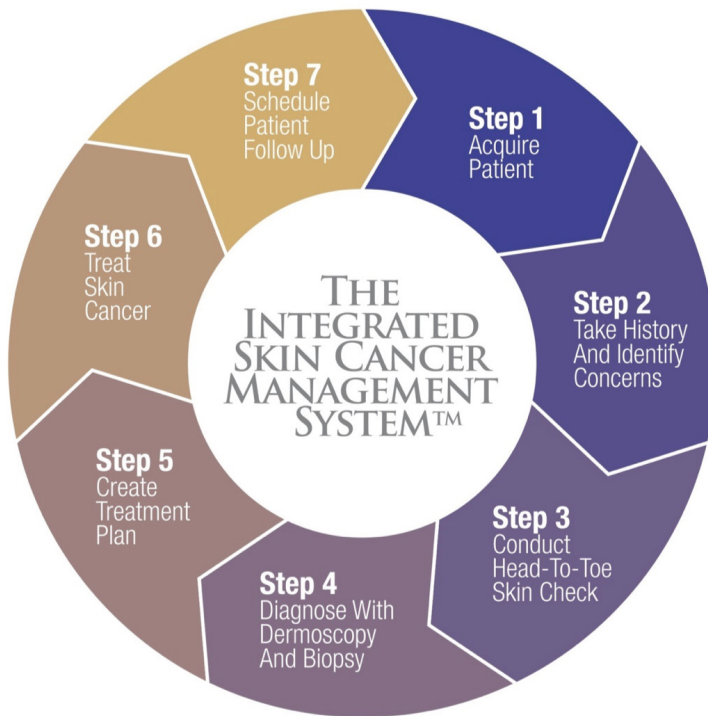 Step 1
Acquire
Patient
Step 2
Take History
And Identify
Concerns
Step 3
Conduct
Head-To-Toe
Skin Check
Step 4
Diagnose With
Dermoscopy
And Biopsy
Step 5
Create
Treatment
Plan
Step 6
Treat
Skin
Cancer
Step 7
Schedule
Patient
Follow Up
THE
INTEGRATED
SKIN CANCER
MANAGEMENT
SYSTEM™